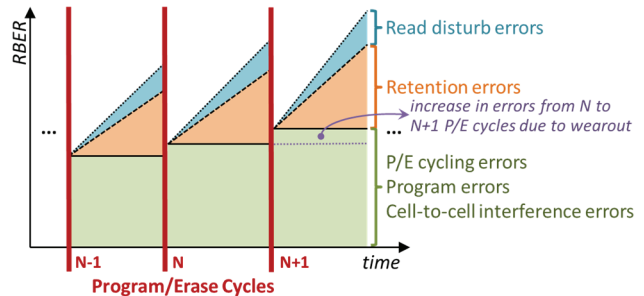 RBER
Read disturb errors
Retention errors
increase in errors from N to
N+1 P/E cycles due to wearout
...
...
P/E cycling errors
Program errors
Cell-to-cell interference errors
N-1
N
N+1
time
Program/Erase Cycles